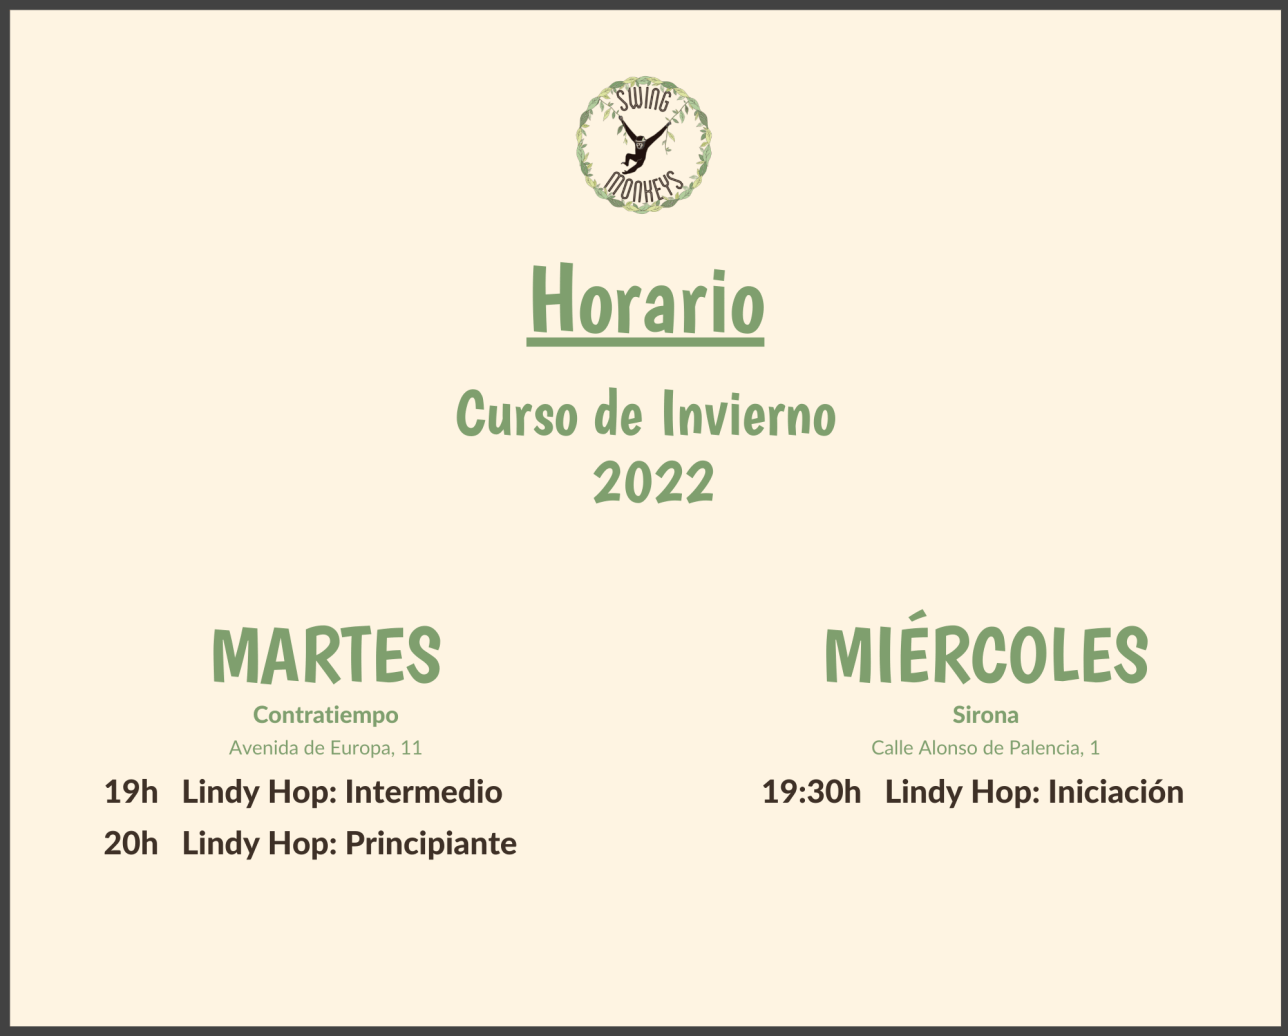 SWING
MONKEYS
Horario
Curso de Invierno
2022
MARTES
Contratiempo
Avenida de Europa, 11
19h Lindy Hop: Intermedio
20h Lindy Hop: Principiante
MIÉRCOLES
Sirona
Calle Alonso de Palencia, 1
19:30h Lindy Hop: Iniciación